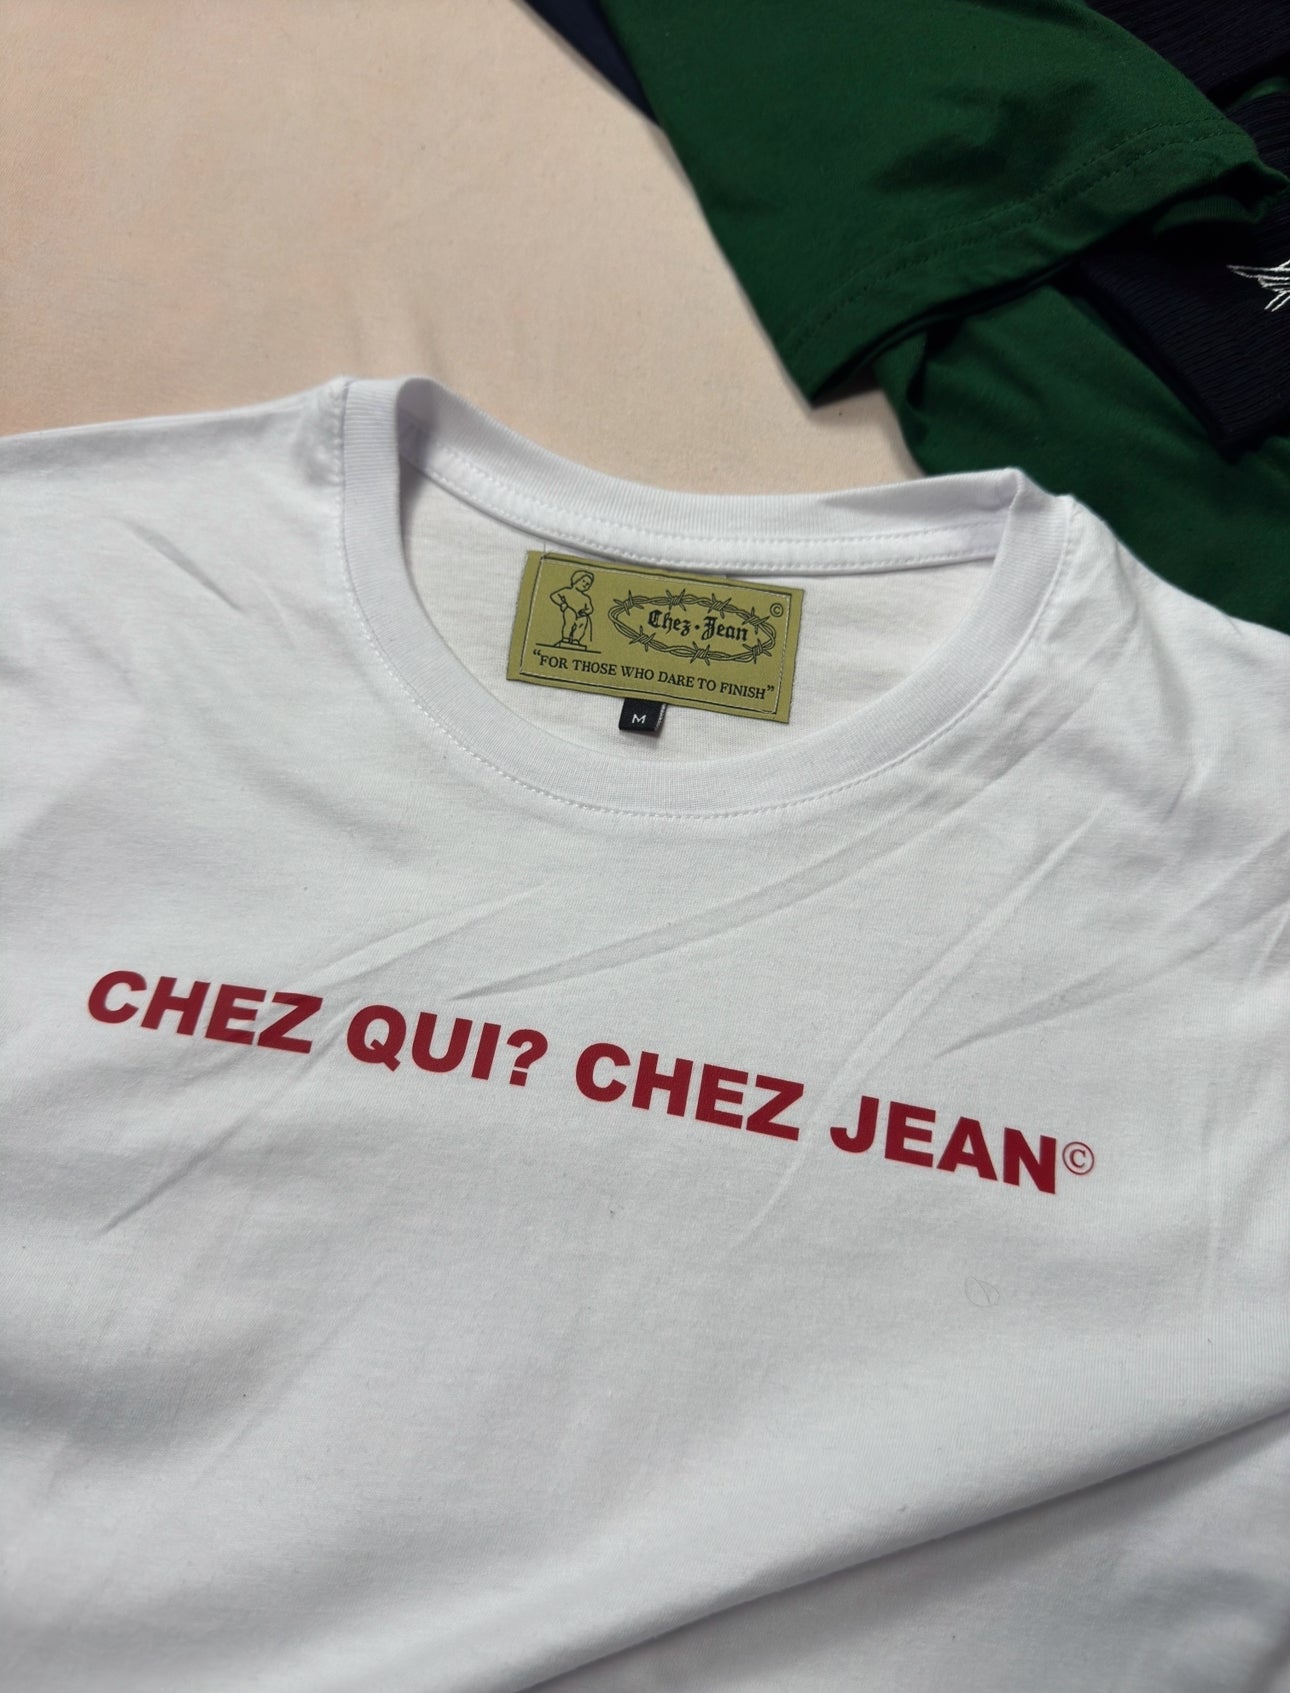 Chez · Jean ©
“FOR THOSE WHO DARE TO FINISH”
M
CHEZ QUI? CHEZ JEAN©